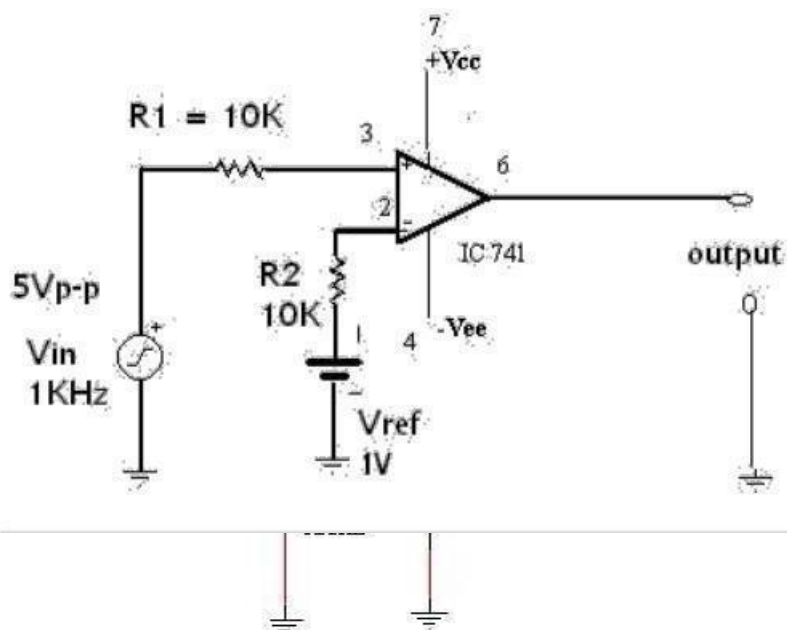 7
+Vcc
R1 = 10K
3
+
6
2
-
IC 741
output
5Vp-p
R2
10K
+
Vin
1KHz
4
-Vee
-
Vref
1V